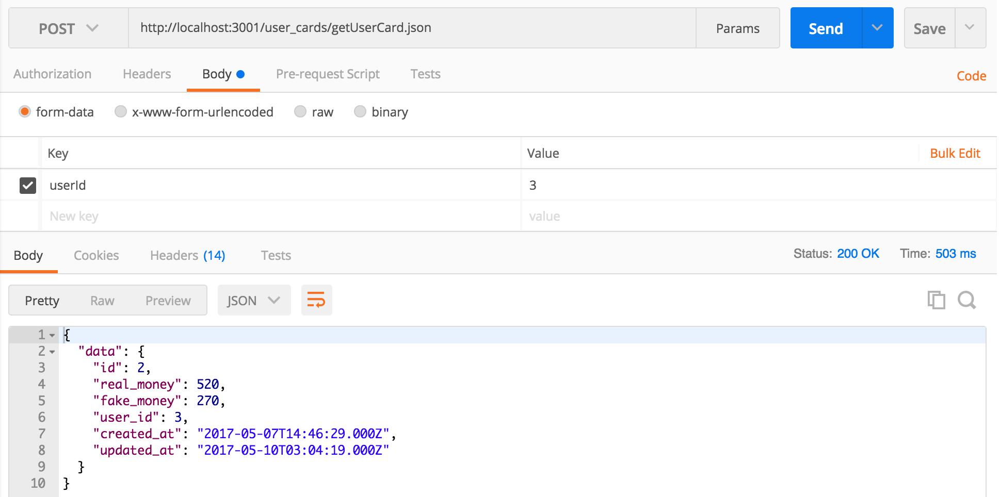 POST http://localhost:3001/user_cards/getUserCard.json Params Send Save
Authorization Headers Body Pre-request Script Tests Code
form-data x-www-form-urlencoded raw binary
Key Value Bulk Edit
userId 3
New key value
Body Cookies Headers (14) Tests Status: 200 OK Time: 503 ms
Pretty Raw Preview JSON
1 {
2 "data": {
3 "id": 2,
4 "real_money": 520,
5 "fake_money": 270,
6 "user_id": 3,
7 "created_at": "2017-05-07T14:46:29.000Z",
8 "updated_at": "2017-05-10T03:04:19.000Z"
9 }
10 }